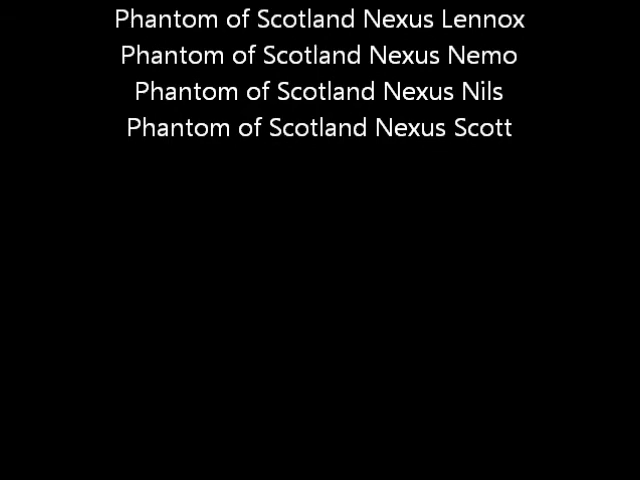 Phantom of Scotland Nexus Lennox
Phantom of Scotland Nexus Nemo
Phantom of Scotland Nexus Nils
Phantom of Scotland Nexus Scott